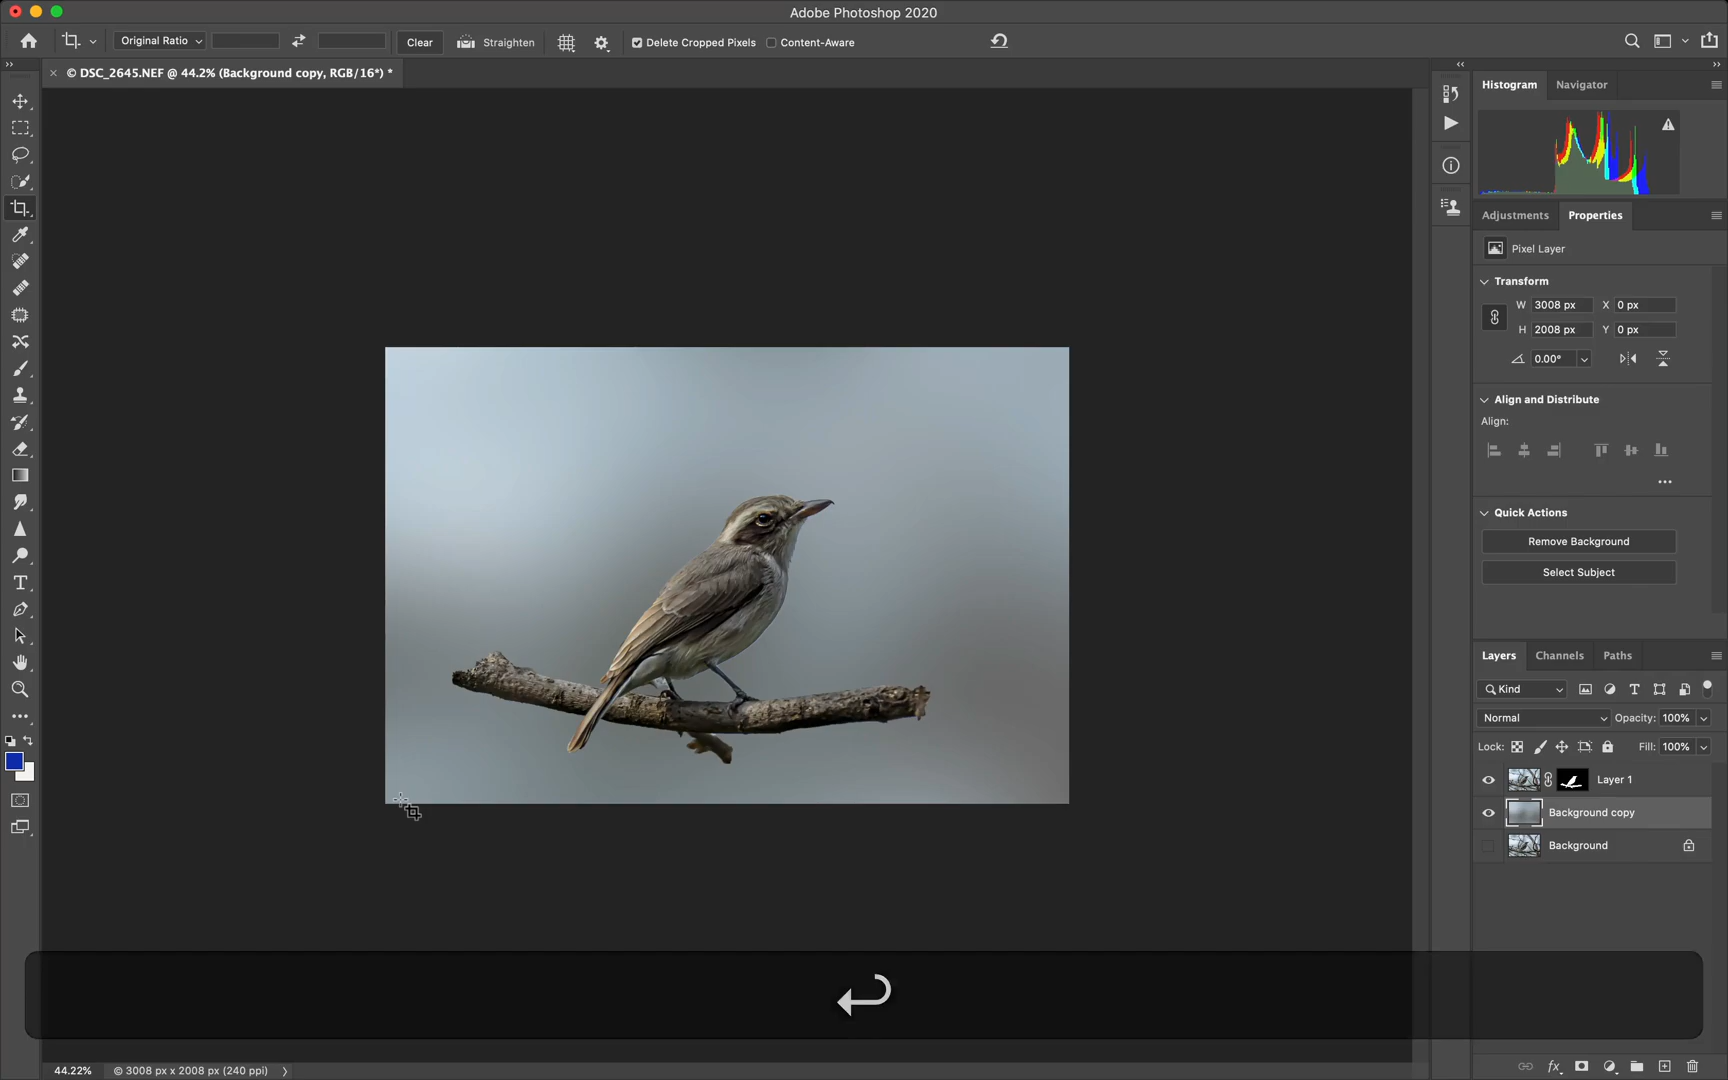 Adobe Photoshop 2020
Original Ratio
Clear
Straighten
Delete Cropped Pixels
Content-Aware
© DSC_2645.NEF @ 44.2% (Background copy, RGB/16*) *
Histogram
Navigator
Adjustments
Properties
Pixel Layer
Transform
W 3008 px X 0 px
H 2008 px Y 0 px
0.00°
Align and Distribute
Align:
Quick Actions
Remove Background
Select Subject
Layers
Channels
Paths
Kind
Normal
Opacity: 100%
Lock:
Fill: 100%
Layer 1
Background copy
Background
44.22%
© 3008 px x 2008 px (240 ppi)